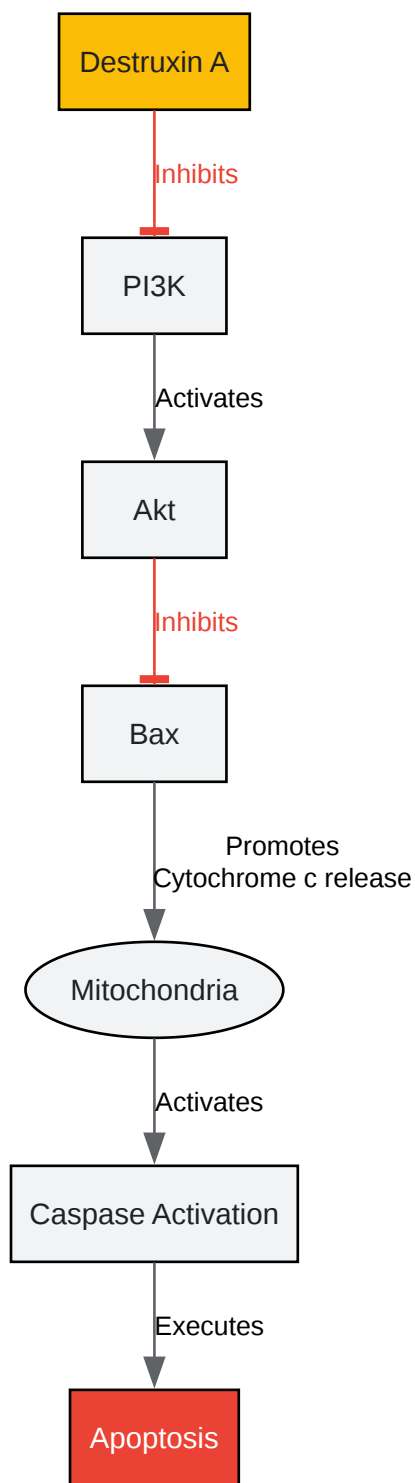 Destruxin A
Inhibits
PI3K
Activates
Akt
Inhibits
Bax
Promotes
Cytochrome c release
Mitochondria
Activates
Caspase Activation
Executes
Apoptosis